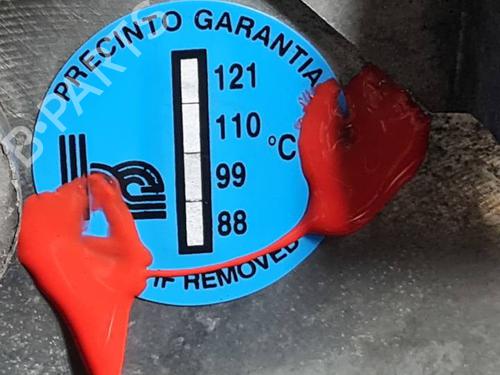 PRECINTO GARANTIA
121
110
°C
99
88
IF REMOVED
B-PARTS